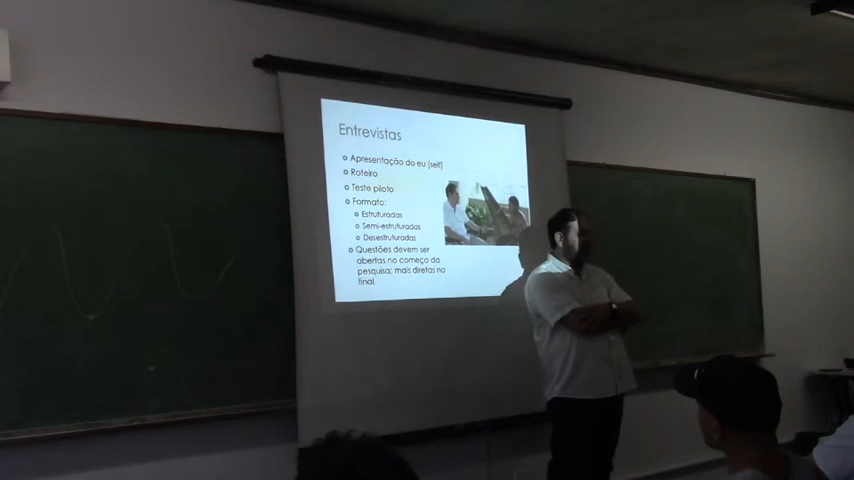 Entrevistas
Apresentação do eu (self)
Roteiro
Teste piloto
Formato:
Estruturadas
Semi-estruturadas
Desestruturadas
Questões devem ser
abertas no começo da
pesquisa; mais diretas no
final.